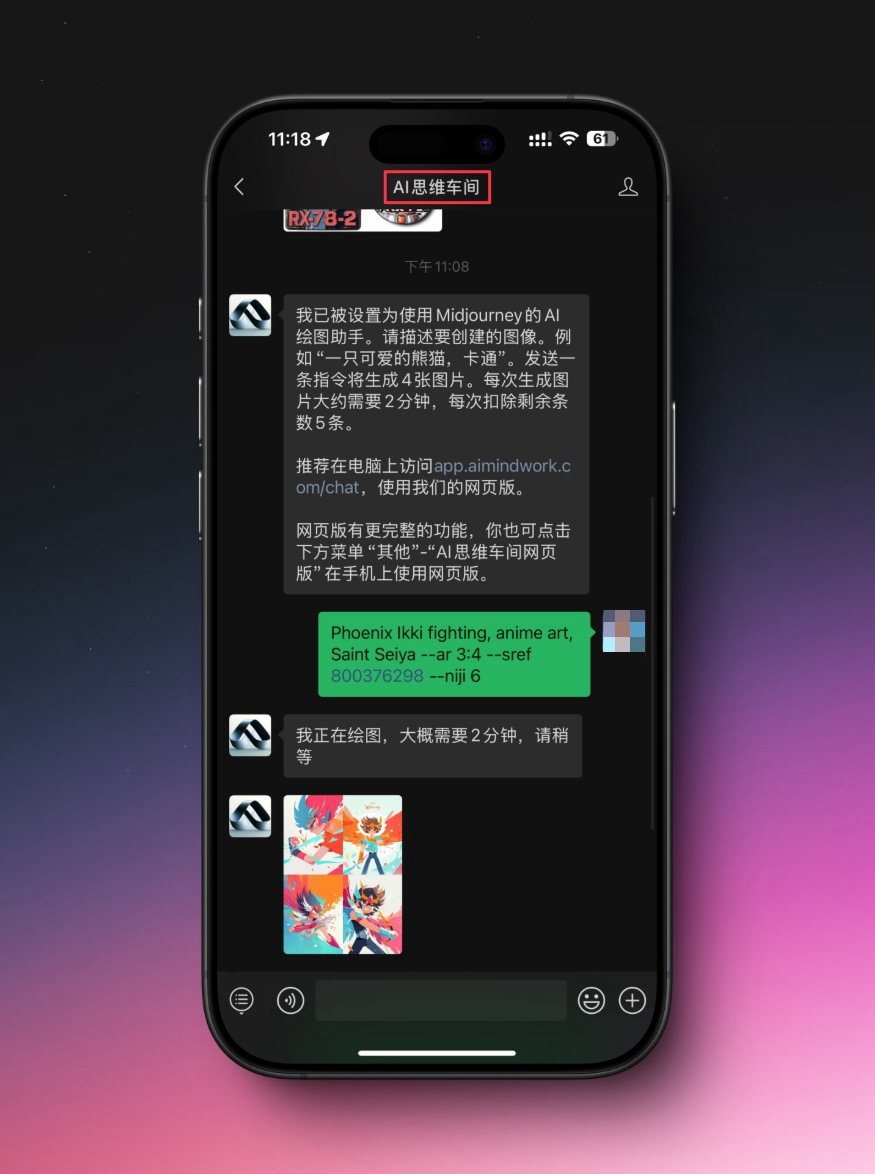 11:18
61
AI思维车间
RX-78-2
下午11:08
我已被设置为使用Midjourney的AI
绘图助手。请描述要创建的图像。例
如“一只可爱的熊猫，卡通”。发送一
条指令将生成4张图片。每次生成图
片大约需要2分钟，每次扣除剩余条
数5条。
推荐在电脑上访问app.aimindwork.c
om/chat，使用我们的网页版。
网页版有更完整的功能，你也可点击
下方菜单“其他”-“AI思维车间网页
版”在手机上使用网页版。
Phoenix Ikki fighting, anime art,
Saint Seiya --ar 3:4 --sref
800376298 --niji 6
我正在绘图，大概需要2分钟，请稍
等